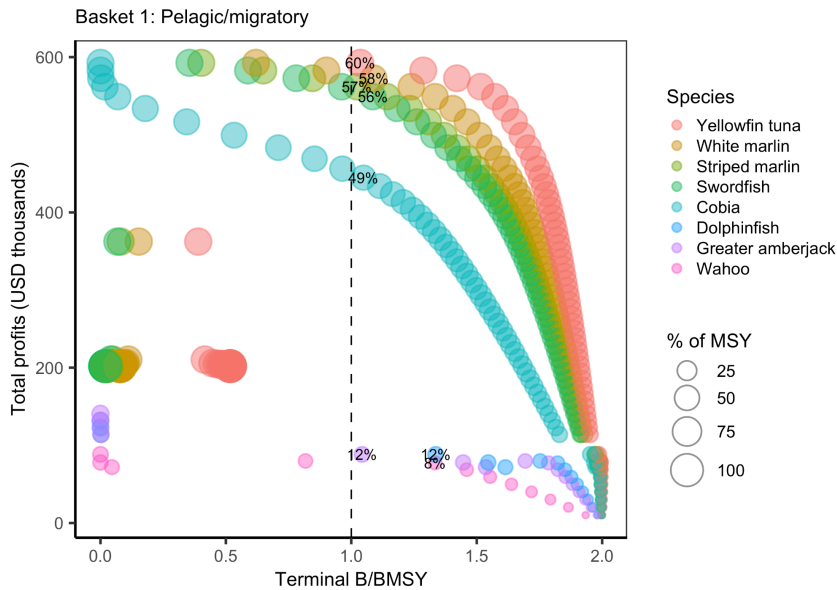 Basket 1: Pelagic/migratory
Total profits (USD thousands)
600
400
200
0
60%
58%
57%
56%
49%
12%
12%
8%
0.0
0.5
1.0
1.5
2.0
Terminal B/BMSY
Species
Yellowfin tuna
White marlin
Striped marlin
Swordfish
Cobia
Dolphinfish
Greater amberjack
Wahoo
% of MSY
25
50
75
100